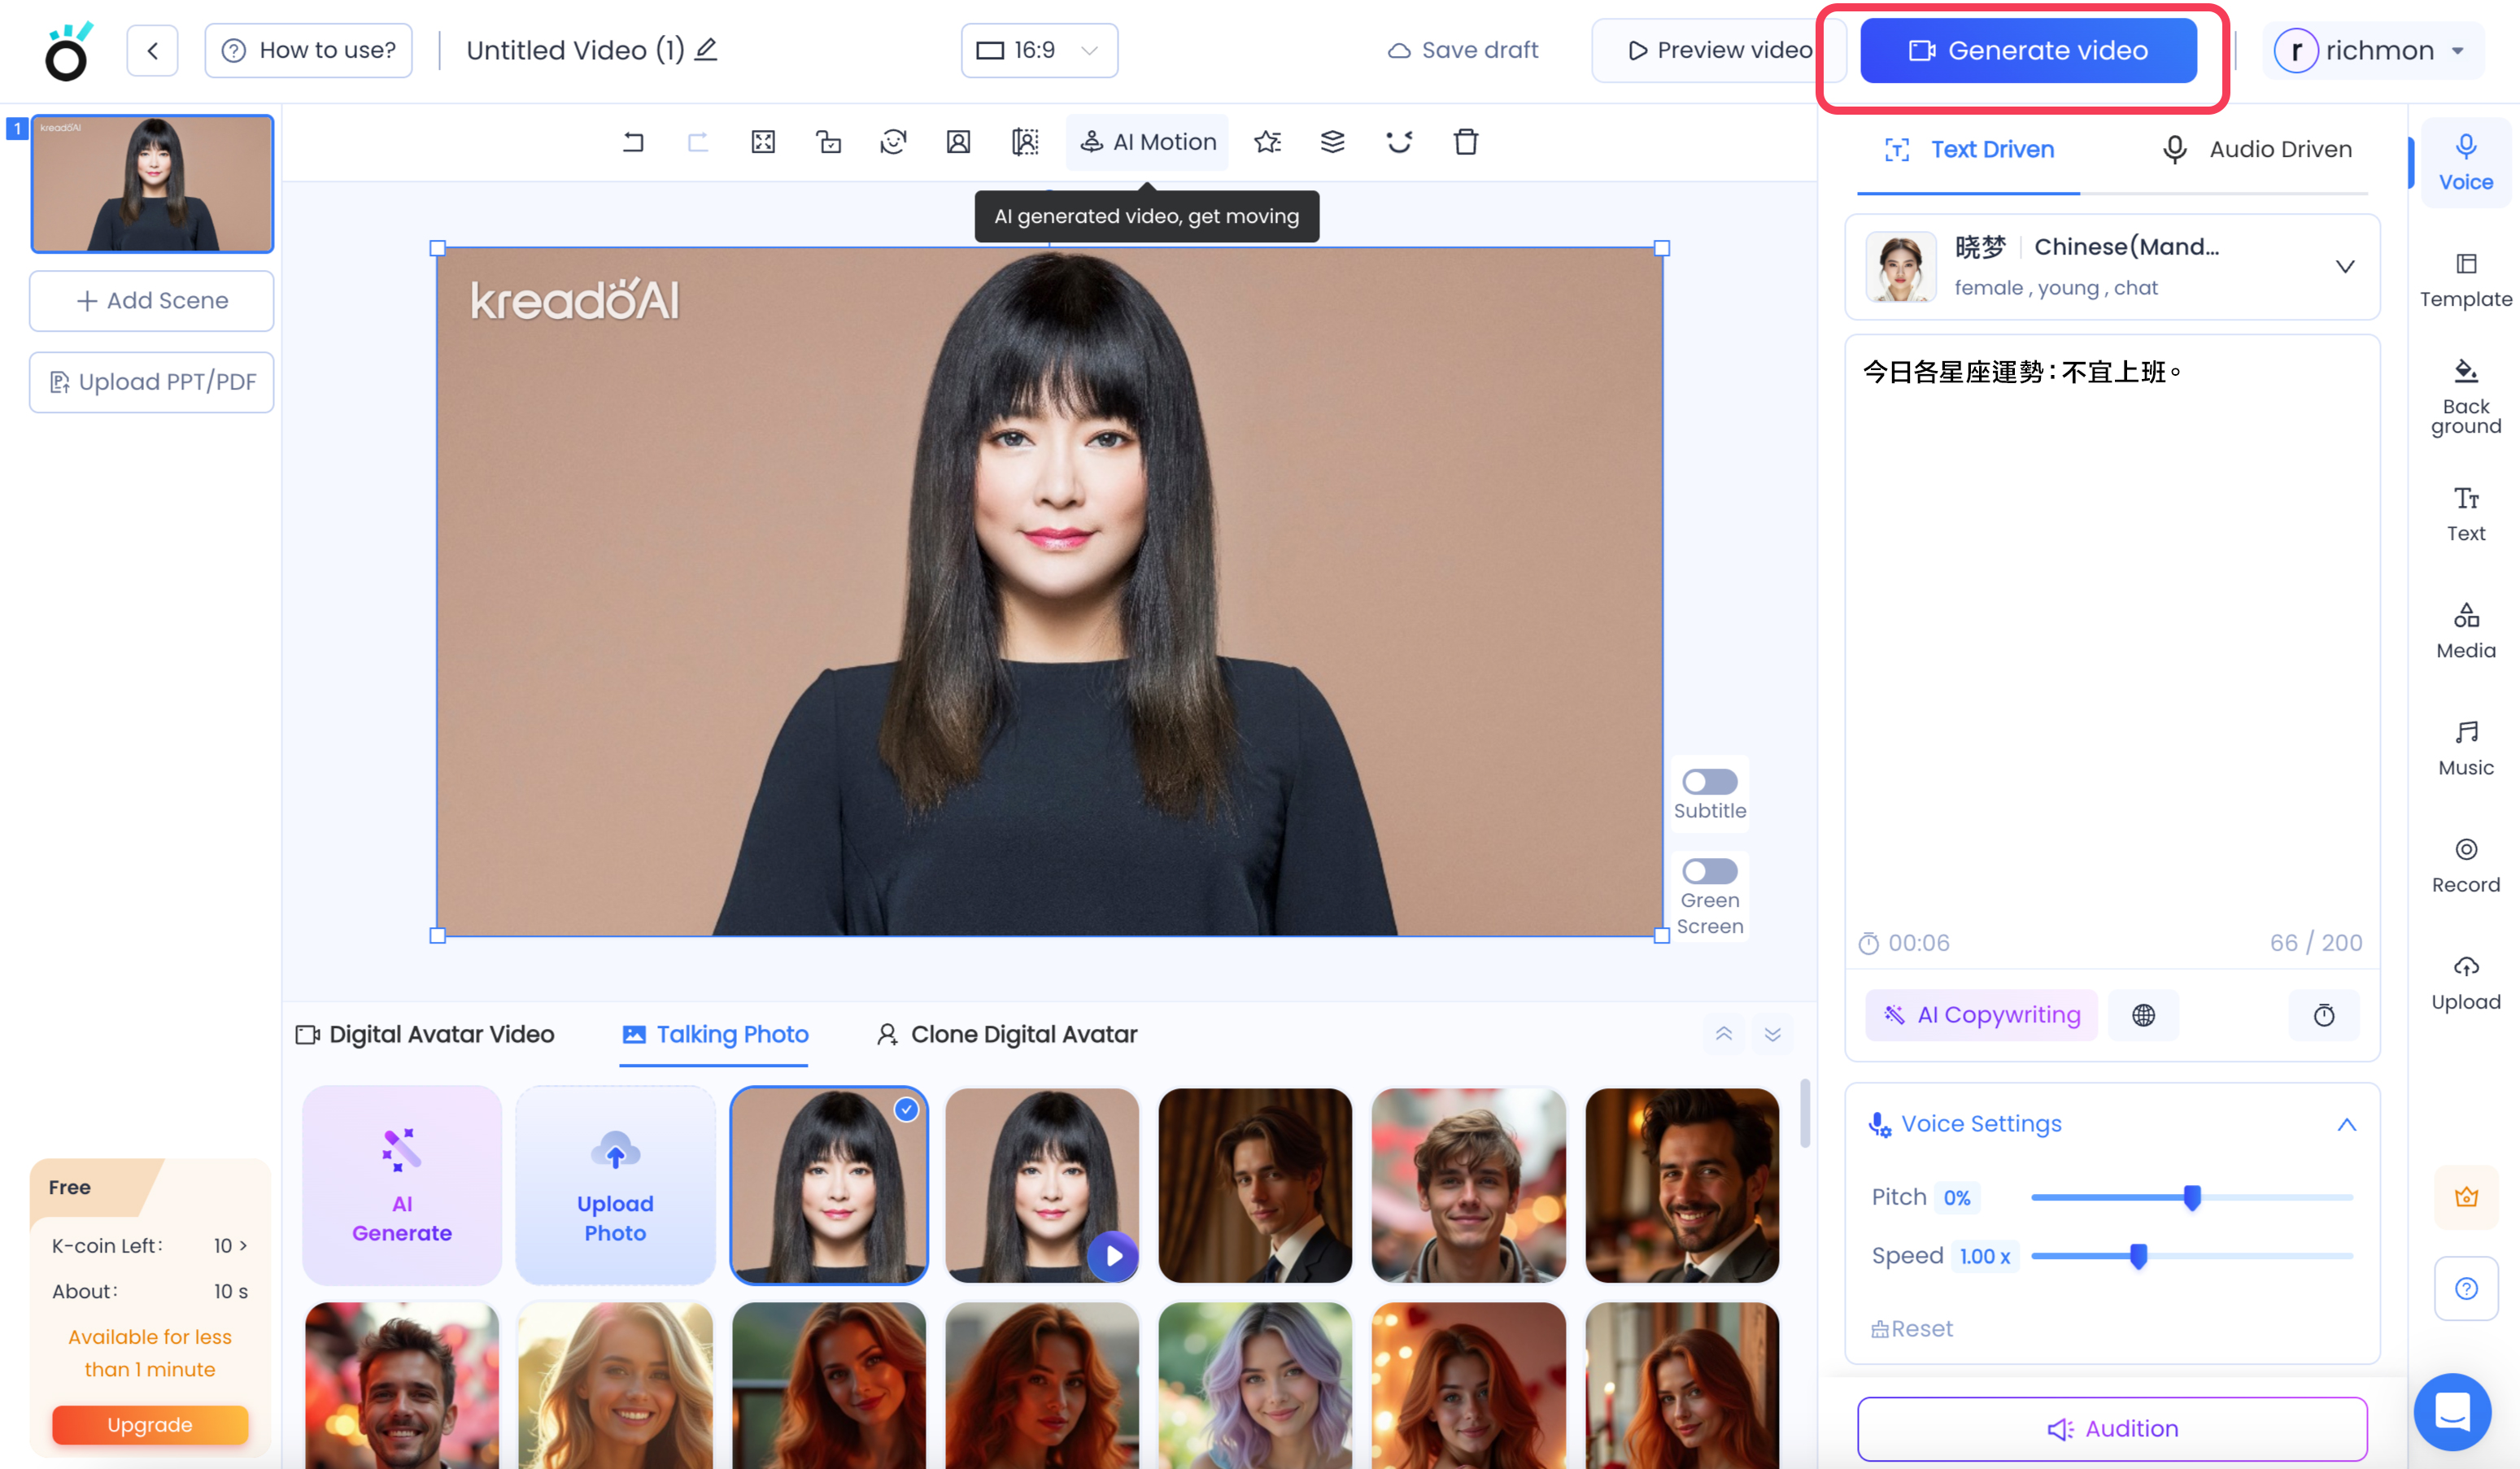 How to use?
Untitled Video (1)
16:9
Save draft
Preview video
Generate video
r
richmon
1
kreadoAI
Add Scene
Upload PPT/PDF
AI Motion
AI generated video, get moving
kreadoAI
Subtitle
Green
Screen
Text Driven
Audio Driven
晓梦
Chinese(Mand...
female , young , chat
今日各星座運勢：不宜上班。
00:06
66 / 200
AI Copywriting
Voice Settings
Pitch 0%
Speed 1.00 x
Reset
Audition
Voice
Template
Back
ground
Text
Media
Music
Record
Upload
Digital Avatar Video
Talking Photo
Clone Digital Avatar
AI
Generate
Upload
Photo
Free
K-coin Left: 10 >
About: 10 s
Available for less
than 1 minute
Upgrade